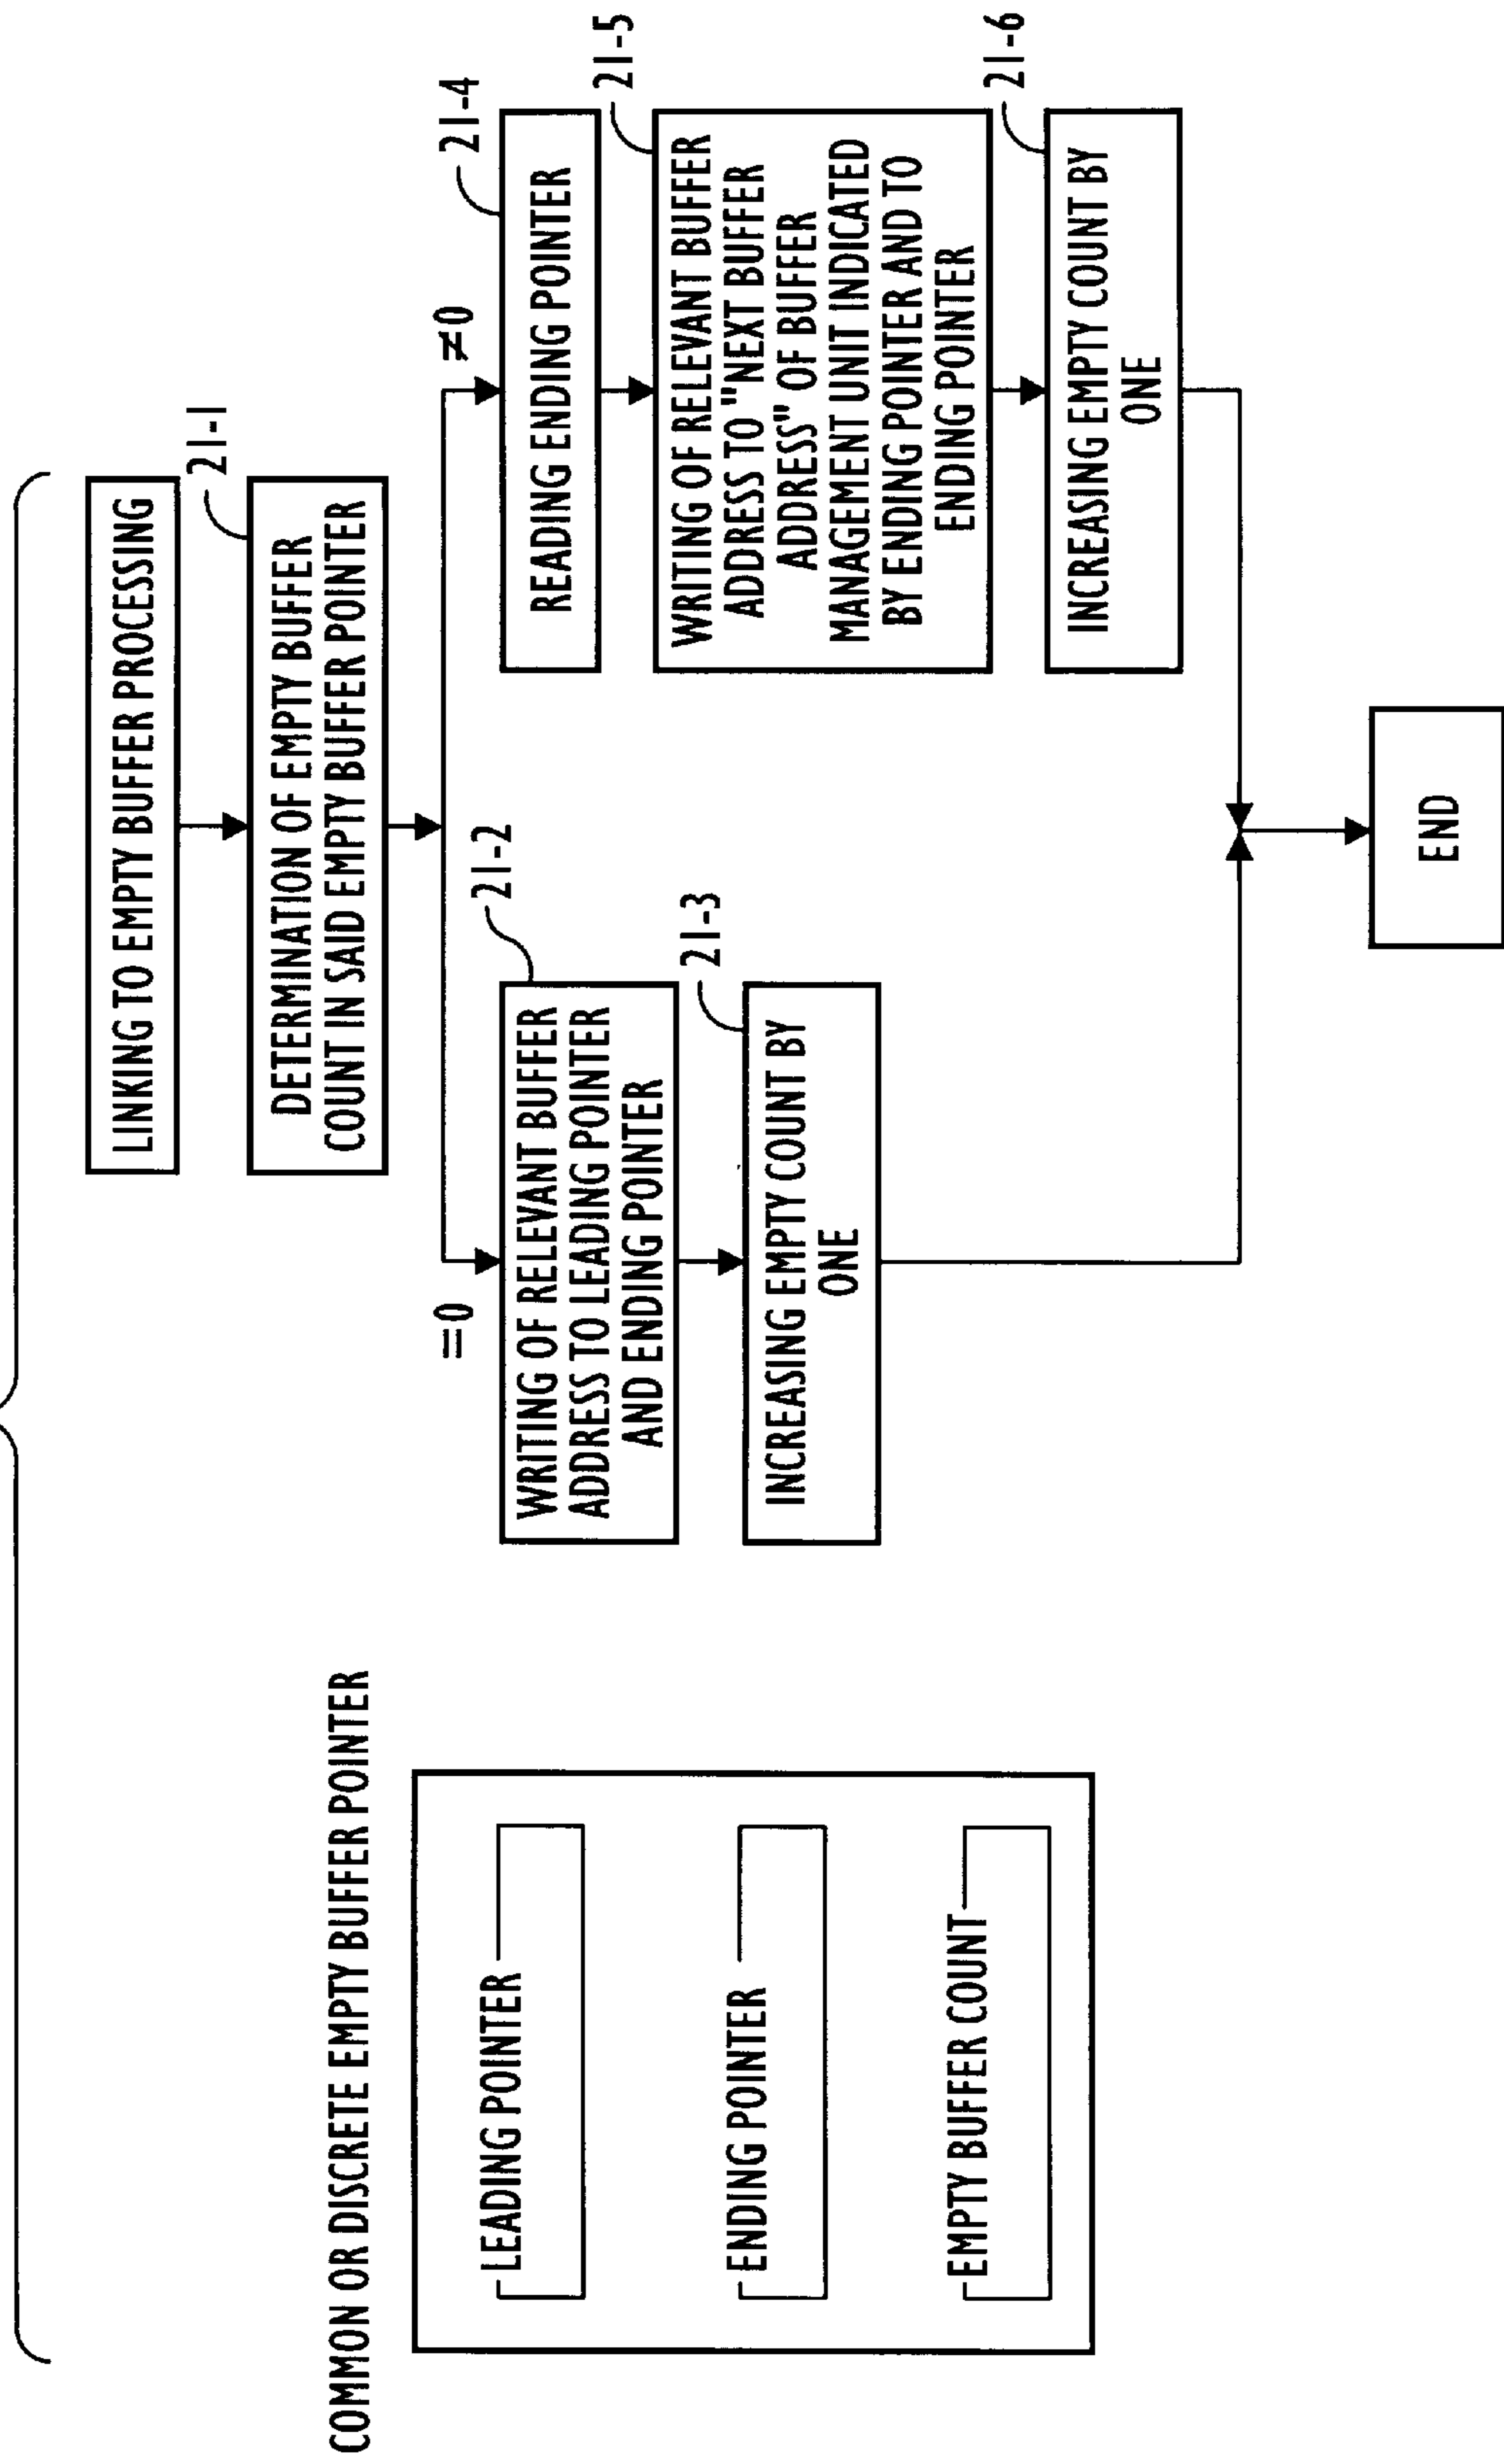 COMMON OR DISCRETE EMPTY BUFFER POINTER
LEADING POINTER
ENDING POINTER
EMPTY BUFFER COUNT
LINKING TO EMPTY BUFFER PROCESSING
21-1
DETERMINATION OF EMPTY BUFFER
COUNT IN SAID EMPTY BUFFER POINTER
=0
≠0
21-2
WRITING OF RELEVANT BUFFER
ADDRESS TO LEADING POINTER
AND ENDING POINTER
21-3
INCREASING EMPTY COUNT BY
ONE
21-4
READING ENDING POINTER
21-5
WRITING OF RELEVANT BUFFER
ADDRESS TO "NEXT BUFFER
ADDRESS" OF BUFFER
MANAGEMENT UNIT INDICATED
BY ENDING POINTER AND TO
ENDING POINTER
21-6
INCREASING EMPTY COUNT BY
ONE
END